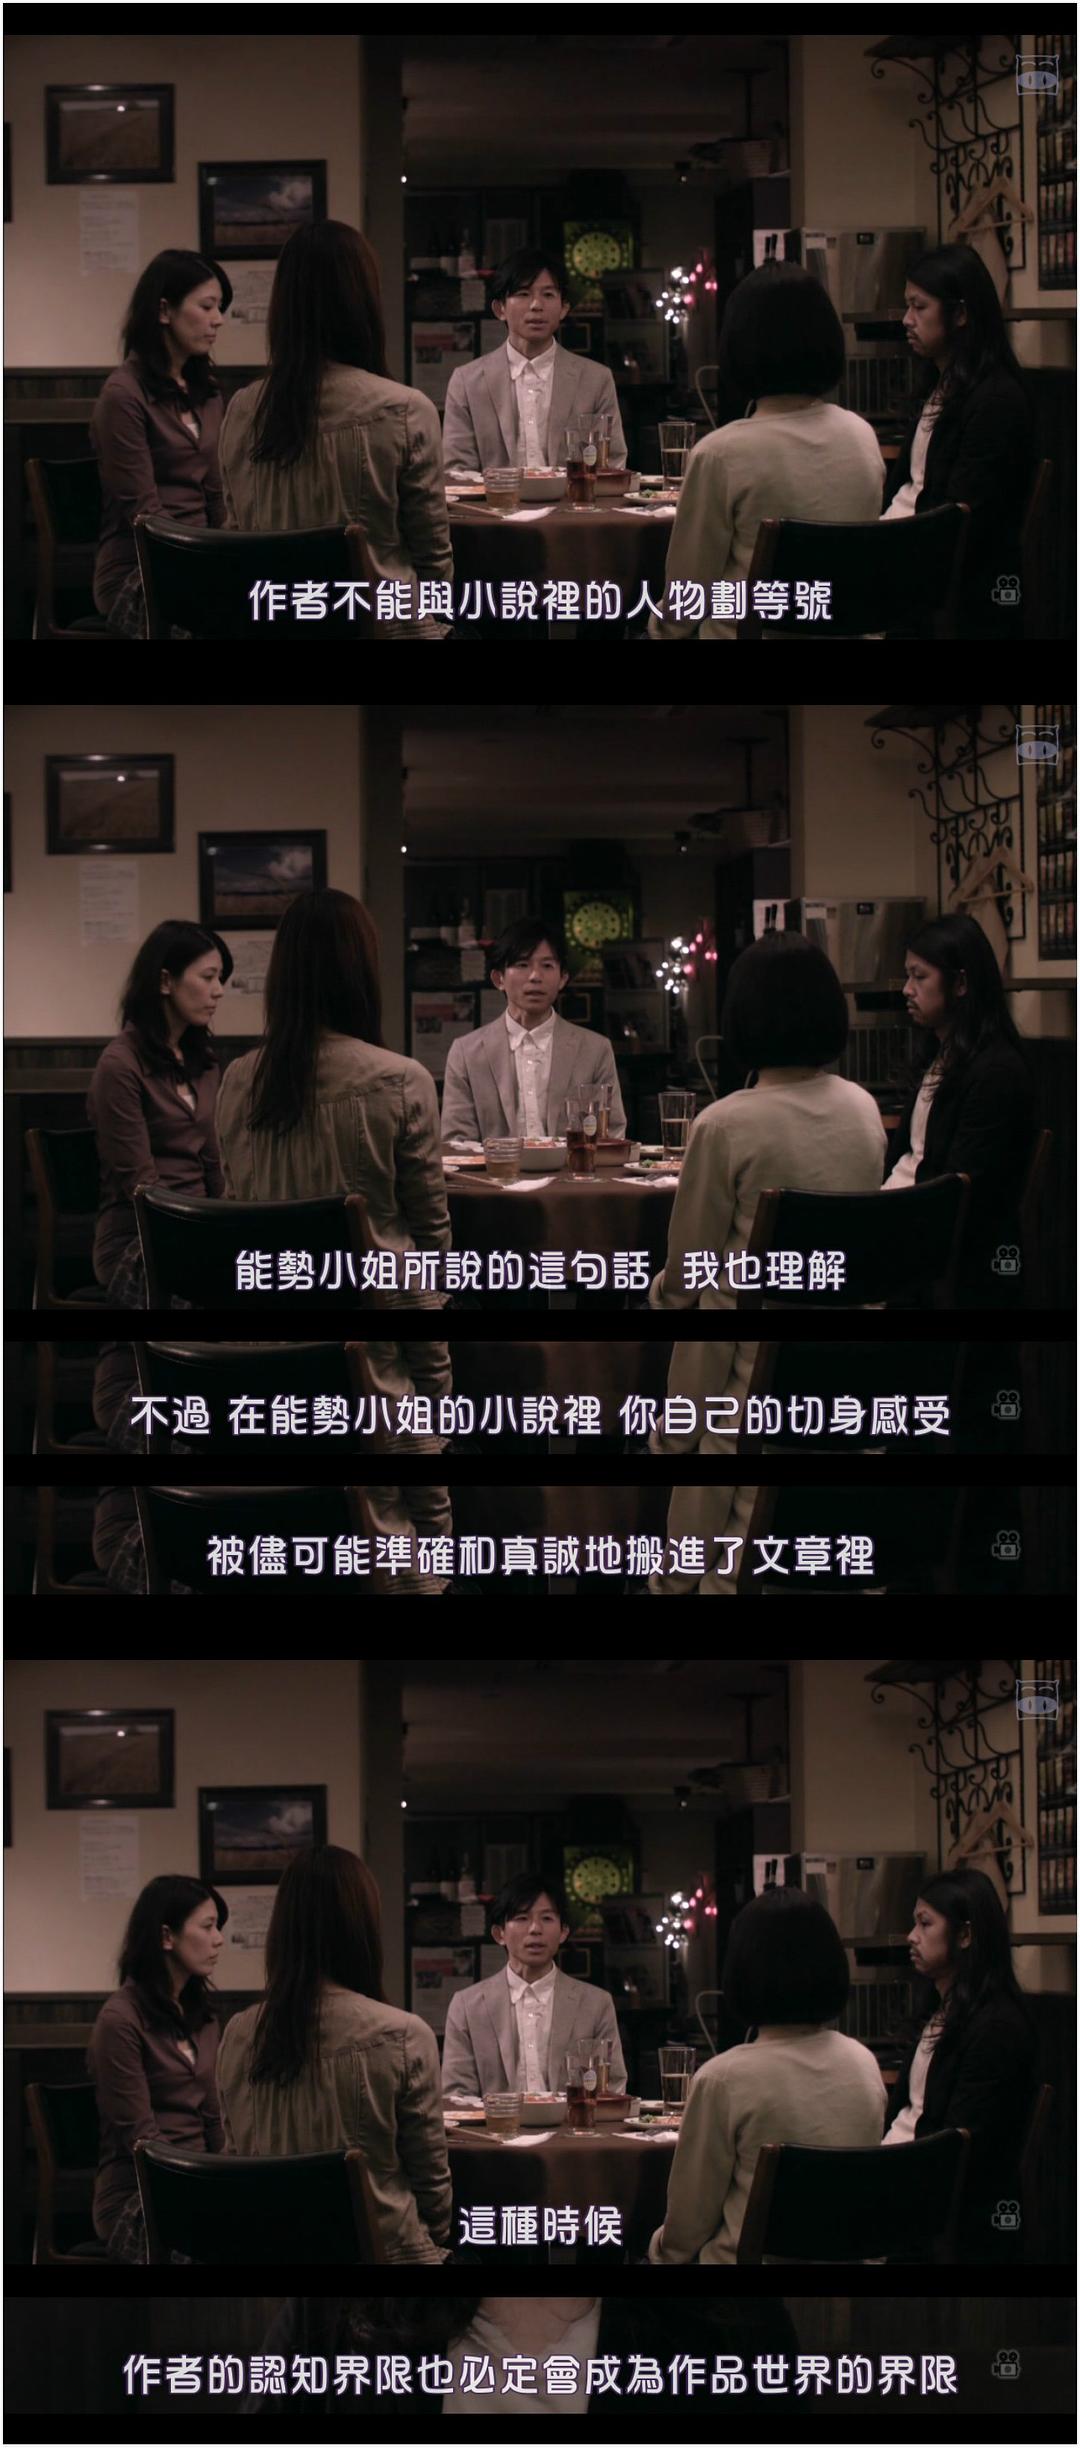 作者不能與小說裡的人物劃等號
能勢小姐所說的這句話 我也理解
不過 在能勢小姐的小說裡 你自己的切身感受
被儘可能準確和真誠地搬進了文章裡
這種時候
作者的認知界限也必定會成為作品世界的界限